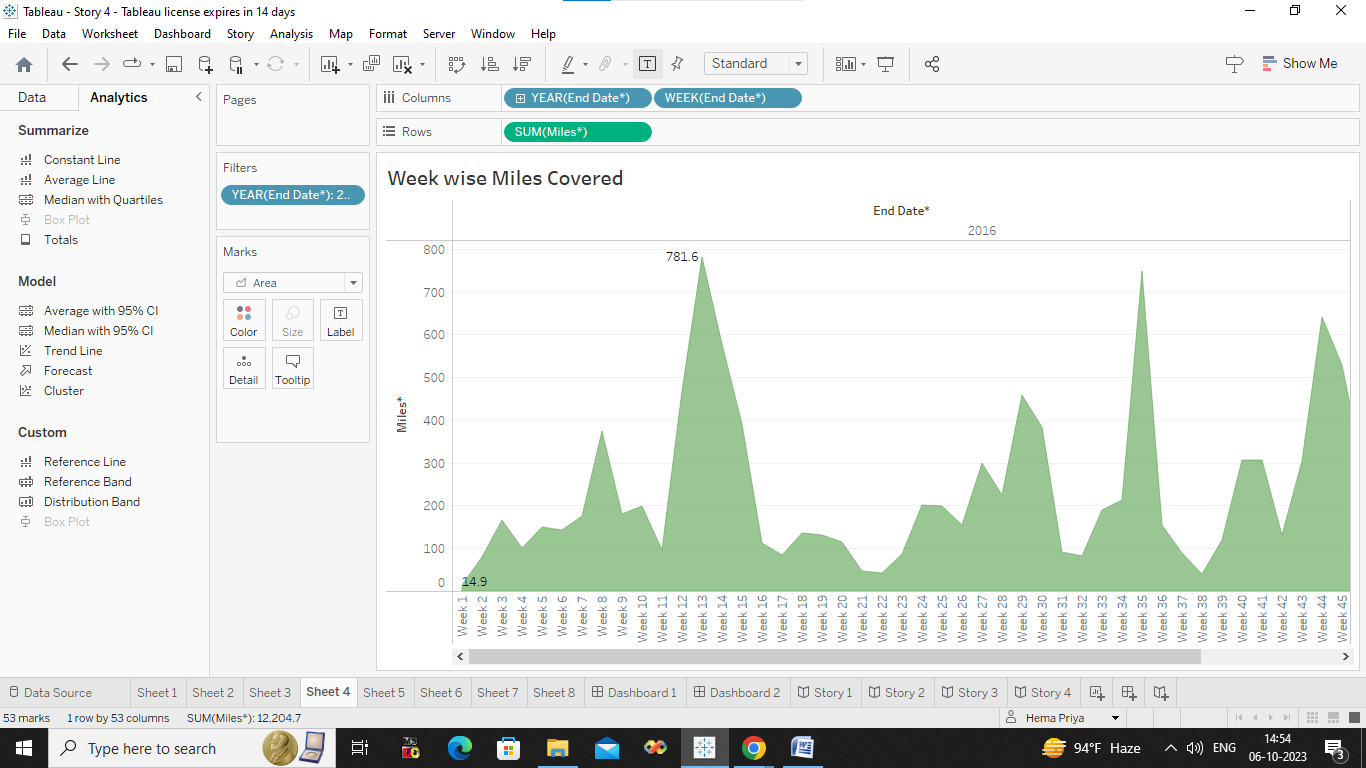 Tableau - Story 4 - Tableau license expires in 14 days
File Data Worksheet Dashboard Story Analysis Map Format Server Window Help
Standard
Show Me
Data Analytics
Summarize
Constant Line
Average Line
Median with Quartiles
Box Plot
Totals
Model
Average with 95% CI
Median with 95% CI
Trend Line
Forecast
Cluster
Custom
Reference Line
Reference Band
Distribution Band
Box Plot
Pages
Filters
YEAR(End Date*): 2..
Marks
Area
Color Size Label
Detail Tooltip
Columns YEAR(End Date*) WEEK(End Date*)
Rows SUM(Miles*)
Week wise Miles Covered
End Date*
2016
800
700
600
500
400
300
200
100
0
Miles*
781.6
14.9
Week 1
Week 2
Week 3
Week 4
Week 5
Week 6
Week 7
Week 8
Week 9
Week 10
Week 11
Week 12
Week 13
Week 14
Week 15
Week 16
Week 17
Week 18
Week 19
Week 20
Week 21
Week 22
Week 23
Week 24
Week 25
Week 26
Week 27
Week 28
Week 29
Week 30
Week 31
Week 32
Week 33
Week 34
Week 35
Week 36
Week 37
Week 38
Week 39
Week 40
Week 41
Week 42
Week 43
Week 44
Week 45
Data Source Sheet 1 Sheet 2 Sheet 3 Sheet 4 Sheet 5 Sheet 6 Sheet 7 Sheet 8 Dashboard 1 Dashboard 2 Story 1 Story 2 Story 3 Story 4
53 marks 1 row by 53 columns SUM(Miles*): 12,204.7 Hema Priya
Type here to search 94°F Haze ENG 14:54
06-10-2023 3